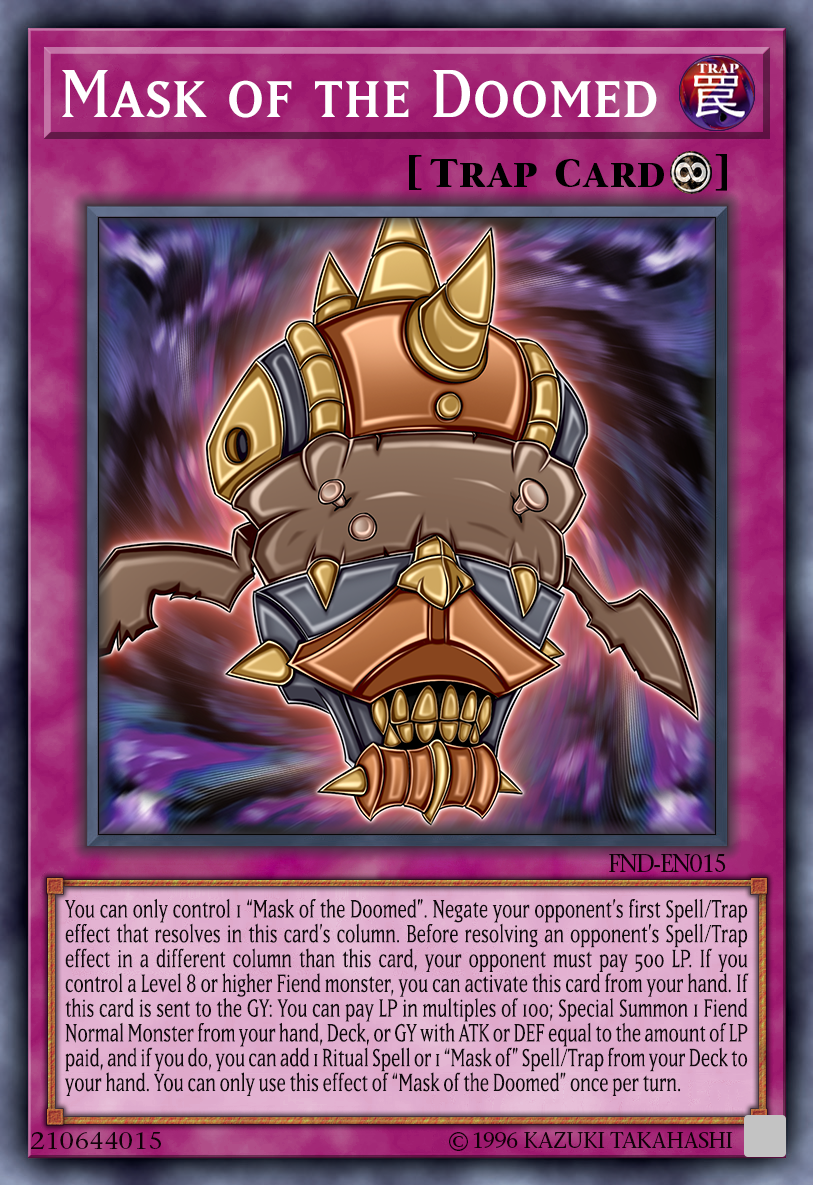 Mask of the Doomed
TRAP
罠
[Trap Card]
FND-EN015
You can only control 1 “Mask of the Doomed”. Negate your opponent’s first Spell/Trap
effect that resolves in this card’s column. Before resolving an opponent’s Spell/Trap
effect in a different column than this card, your opponent must pay 500 LP. If you
control a Level 8 or higher Fiend monster, you can activate this card from your hand. If
this card is sent to the GY: You can pay LP in multiples of 100; Special Summon 1 Fiend
Normal Monster from your hand, Deck, or GY with ATK or DEF equal to the amount of LP
paid, and if you do, you can add 1 Ritual Spell or 1 “Mask of” Spell/Trap from your Deck to
your hand. You can only use this effect of “Mask of the Doomed” once per turn.
210644015
© 1996 KAZUKI TAKAHASHI